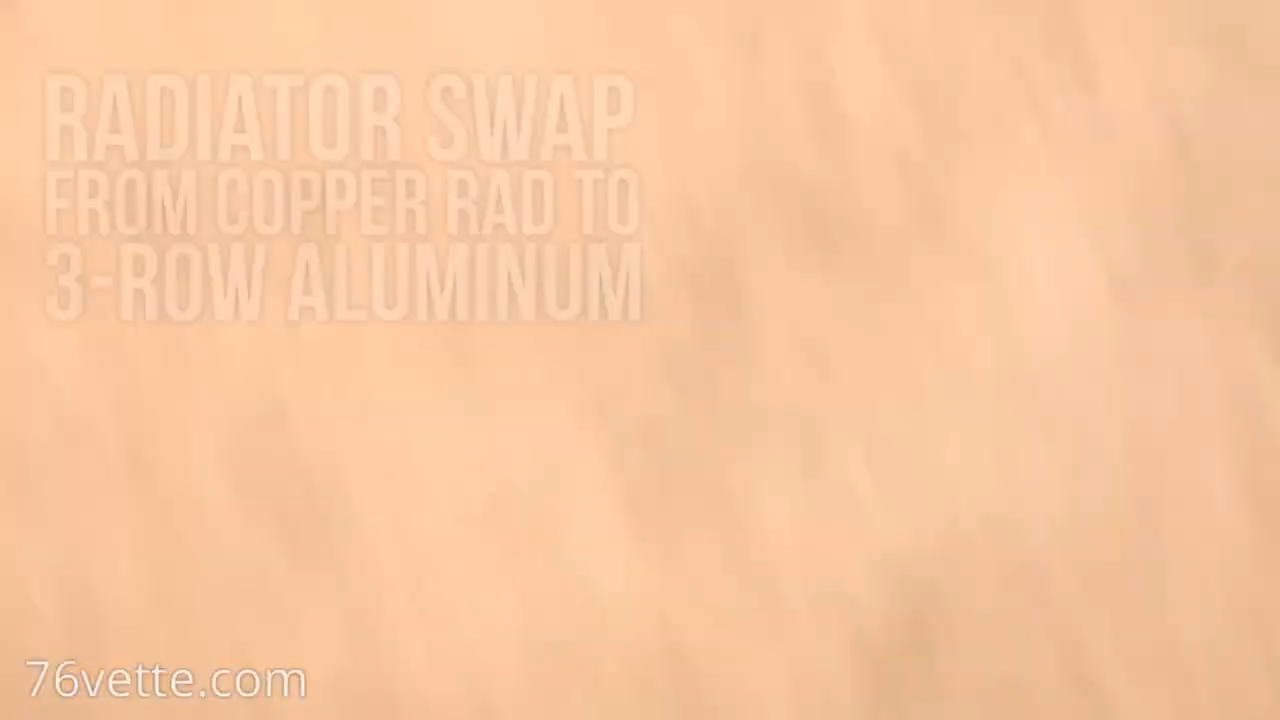 RADIATOR SWAP
FROM COPPER RAD TO
3-ROW ALUMINUM
76vette.com